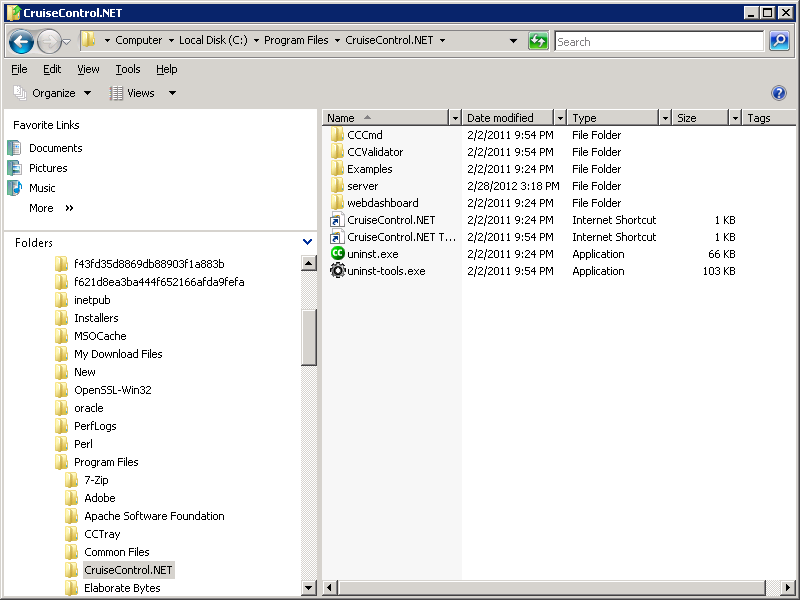 CruiseControl.NET
Computer Local Disk (C:) Program Files CruiseControl.NET Search
File Edit View Tools Help
Organize Views
Favorite Links
Documents
Pictures
Music
More »
Folders
f43fd35d8869db88903f1a883b
f621d8ea3ba444f652166afda9fefa
inetpub
Installers
MSOCache
My Download Files
New
OpenSSL-Win32
oracle
PerfLogs
Perl
Program Files
7-Zip
Adobe
Apache Software Foundation
CCTray
Common Files
CruiseControl.NET
Elaborate Bytes
Name Date modified Type Size Tags
CCCmd 2/2/2011 9:54 PM File Folder
CCValidator 2/2/2011 9:54 PM File Folder
Examples 2/2/2011 9:24 PM File Folder
server 2/28/2012 3:18 PM File Folder
webdashboard 2/2/2011 9:24 PM File Folder
CruiseControl.NET 2/2/2011 9:24 PM Internet Shortcut 1 KB
CruiseControl.NET T... 2/2/2011 9:54 PM Internet Shortcut 1 KB
uninst.exe 2/2/2011 9:24 PM Application 66 KB
uninst-tools.exe 2/2/2011 9:54 PM Application 103 KB